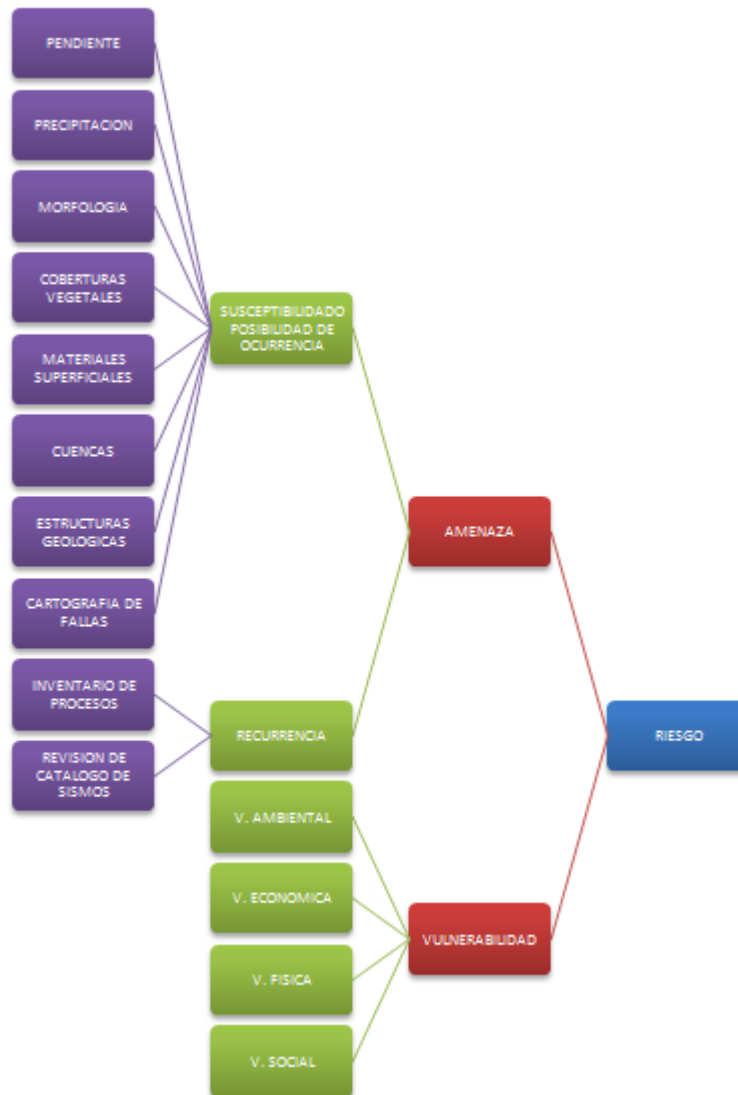 PENDIENTE
PRECIPITACION
MORFOLOGIA
COBERTURAS
VEGETALES
MATERIALES
SUPERFICIALES
CUENCAS
ESTRUCTURAS
GEOLOGICAS
CARTOGRAFIA DE
FALLAS
INVENTARIO DE
PROCESOS
REVISION DE
CATALOGO DE
SISMOS
SUSCEPTIBILIDADO
POSIBILIDAD DE
OCURRENCIA
RECURRENCIA
V. AMBIENTAL
V. ECONOMICA
V. FISICA
V. SOCIAL
AMENAZA
VULNERABILIDAD
RIESGO